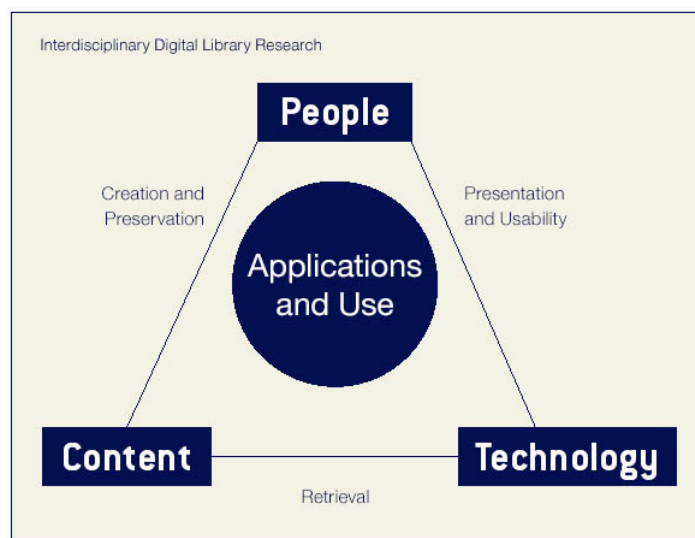 Interdisciplinary Digital Library Research
People
Creation and
Preservation
Presentation
and Usability
Applications
and Use
Content
Technology
Retrieval